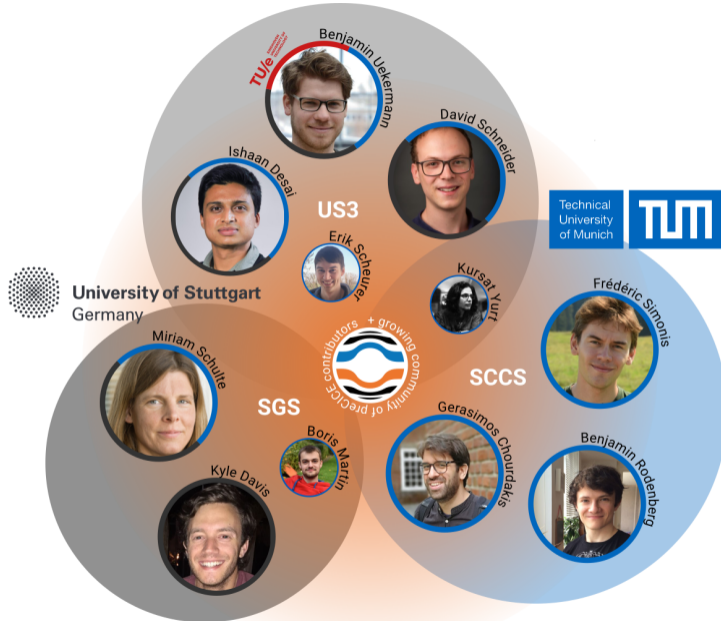 TU/e
Benjamin Uekermann
David Schneider
Ishaan Desai
US3
Erik Scheurer
Technical
University
of Munich
TUM
Kursat Yurt
Frédéric Simonis
University of Stuttgart
Germany
Miriam Schulte
+ growing community of preCICE contributors
SCCS
SGS
Gerasimos Chourdakis
Boris Martin
Benjamin Rodenberg
Kyle Davis